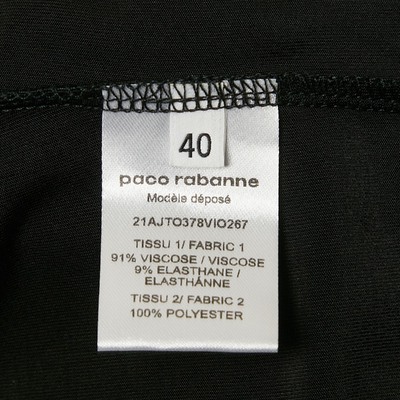 40
paco rabanne
Modèle déposé
21AJTO378VIO267
TISSU 1/ FABRIC 1
91% VISCOSE / VISCOSE
9% ELASTHANE /
ELASTHÁNNE
TISSU 2/ FABRIC 2
100% POLYESTER